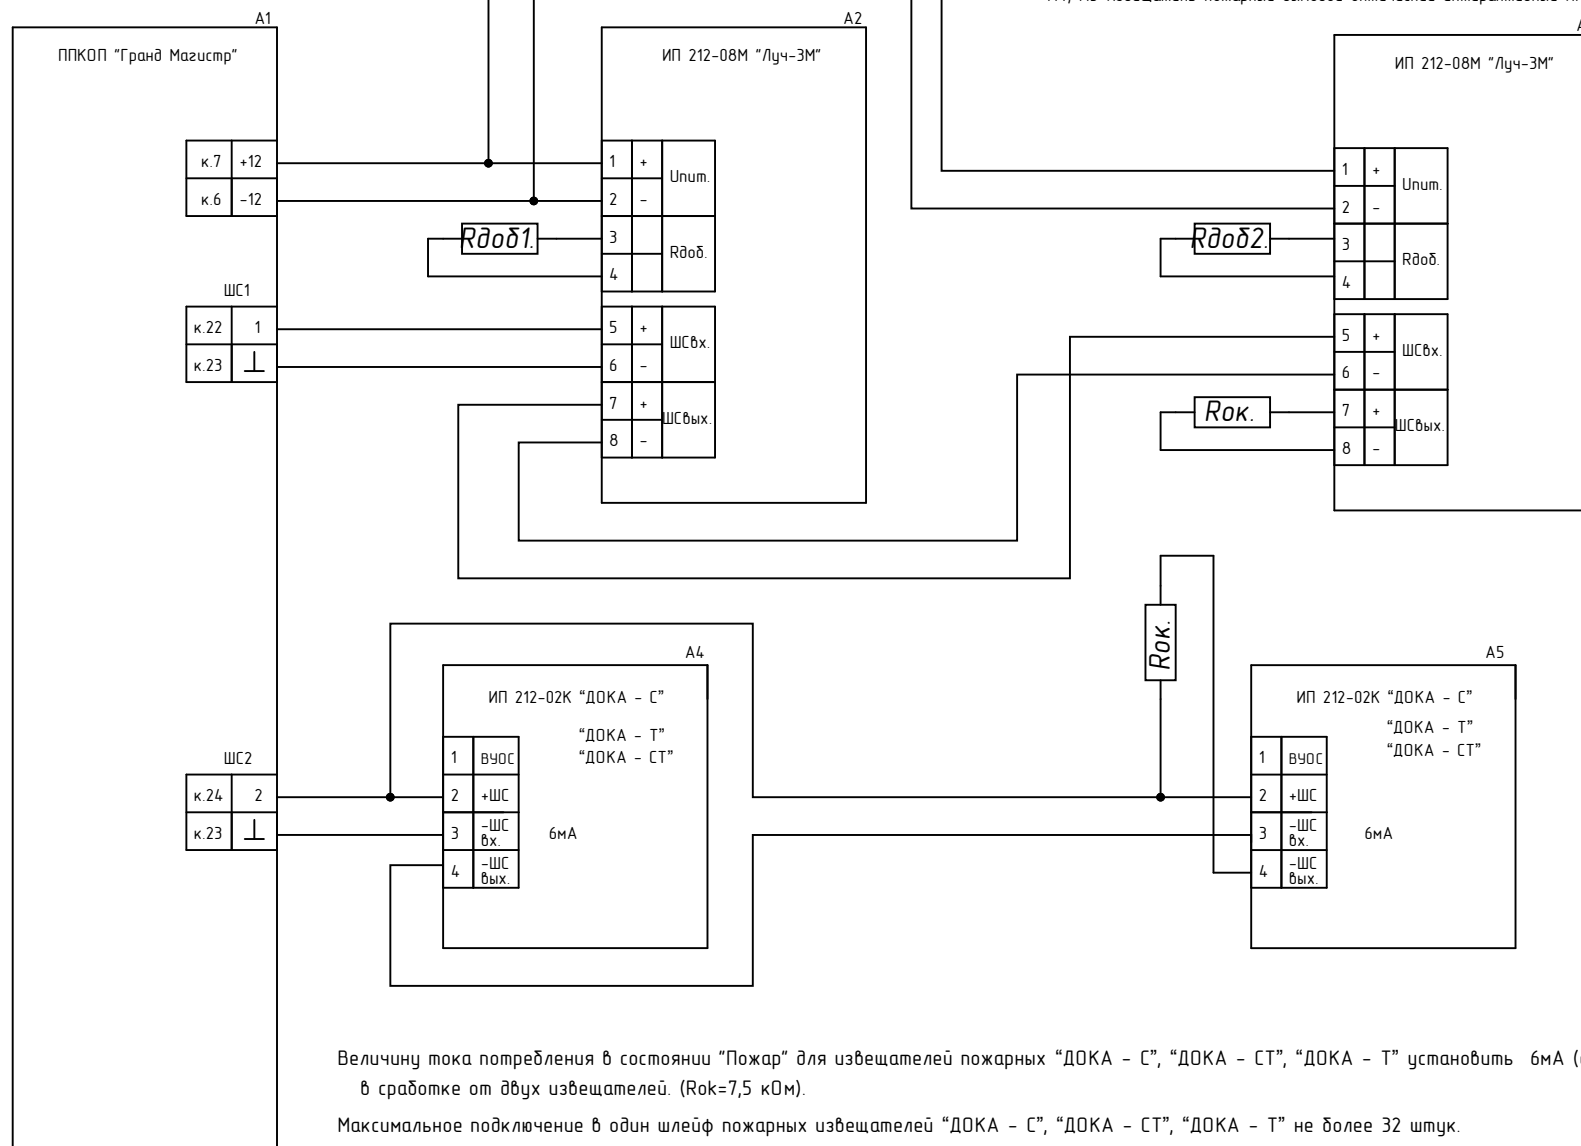 A1
ППКОП "Гранд Магистр"
к.7 +12
к.6 -12
ШС1
к.22 1
к.23 ⊥
ШС2
к.24 2
к.23 ⊥
A2
ИП 212-08М "Луч-3М"
1 + Uпит.
2 -
3 Rдоб.
4
5 + ШСвх.
6 -
7 + ШСвых.
8 -
Rдоб1.
ИП 212-08М "Луч-3М"
1 + Uпит.
2 -
3 Rдоб.
4
5 + ШСвх.
6 -
7 + ШСвых.
8 -
Rдоб2.
Rок.
Rок.
A4
ИП 212-02К “ДОКА - С”
“ДОКА - Т”
“ДОКА - СТ”
1 ВУОС
2 +ШС
3 -ШС вх.
4 -ШС вых.
6мА
A5
ИП 212-02К “ДОКА - С”
“ДОКА - Т”
“ДОКА - СТ”
1 ВУОС
2 +ШС
3 -ШС вх.
4 -ШС вых.
6мА
Величину тока потребления в состоянии "Пожар" для извещателей пожарных “ДОКА - С”, “ДОКА - СТ”, “ДОКА - Т” установить 6мА
в сработке от двух извещателей. (Rok=7,5 кОм).
Максимальное подключение в один шлейф пожарных извещателей “ДОКА - С”, “ДОКА - СТ”, “ДОКА - Т” не более 32 штук.